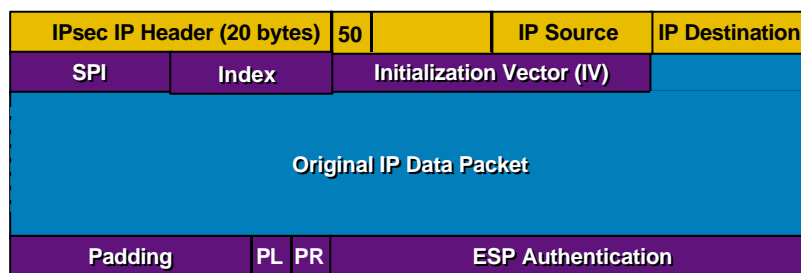 IPsec IP Header (20 bytes) 50 IP Source IP Destination
SPI Index Initialization Vector (IV)
Original IP Data Packet
Padding PL PR ESP Authentication